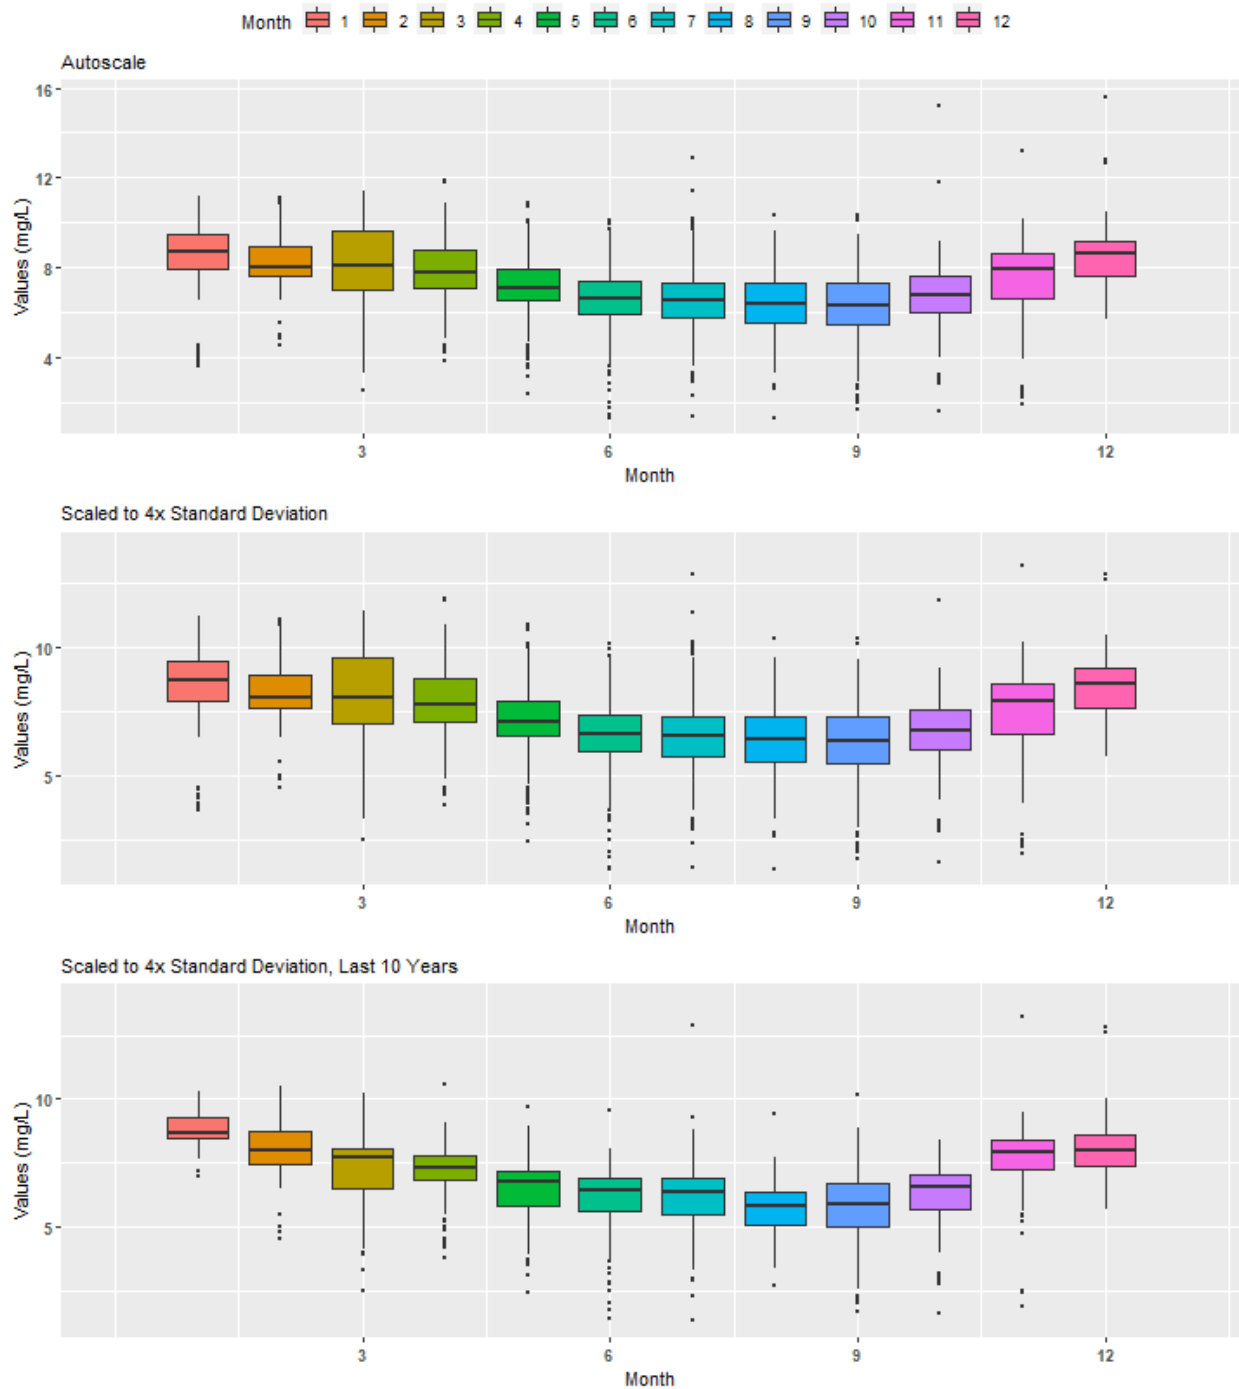 Month 1 2 3 4 5 6 7 8 9 10 11 12
Autoscale
16
12
8
4
Values (mg/L)
3 6 9 12
Month
Scaled to 4x Standard Deviation
10
5
Values (mg/L)
3 6 9 12
Month
Scaled to 4x Standard Deviation, Last 10 Years
10
5
Values (mg/L)
3 6 9 12
Month